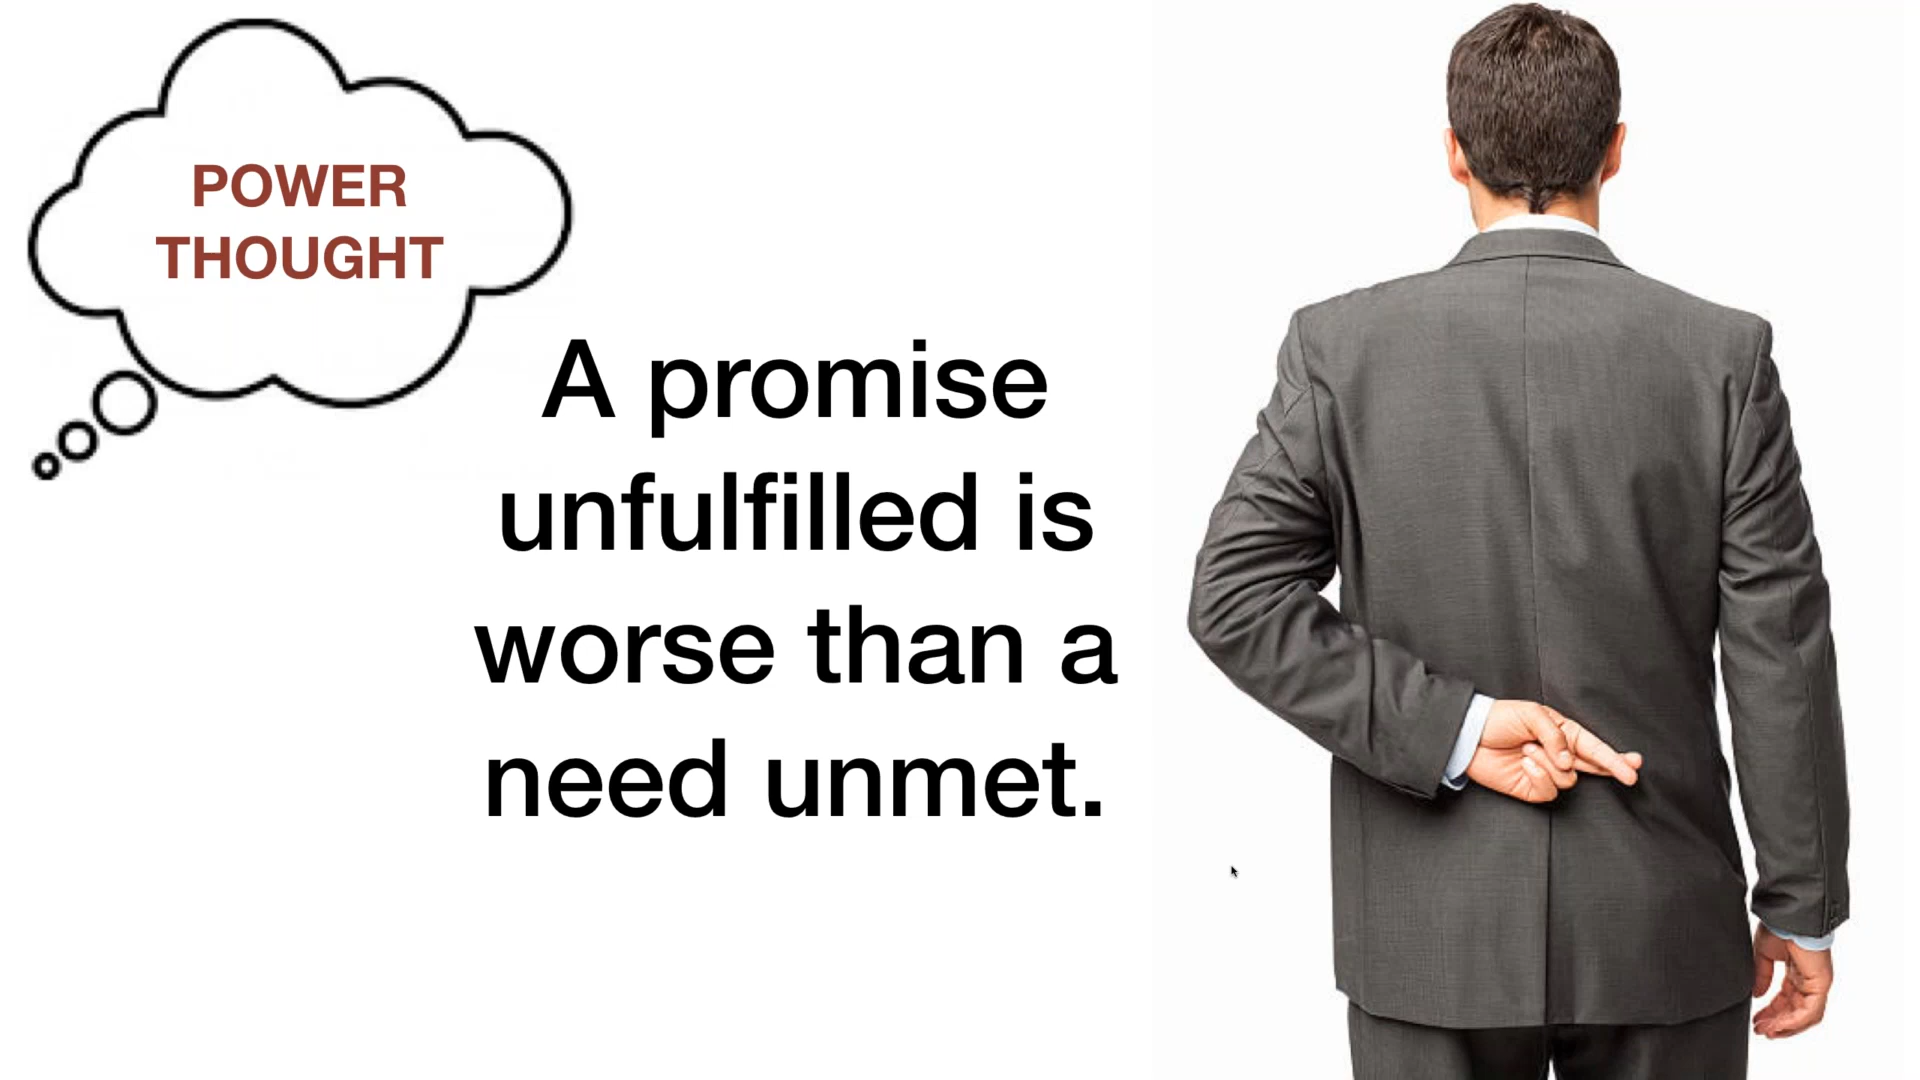 POWER
THOUGHT
A promise
unfulfilled is
worse than a
need unmet.